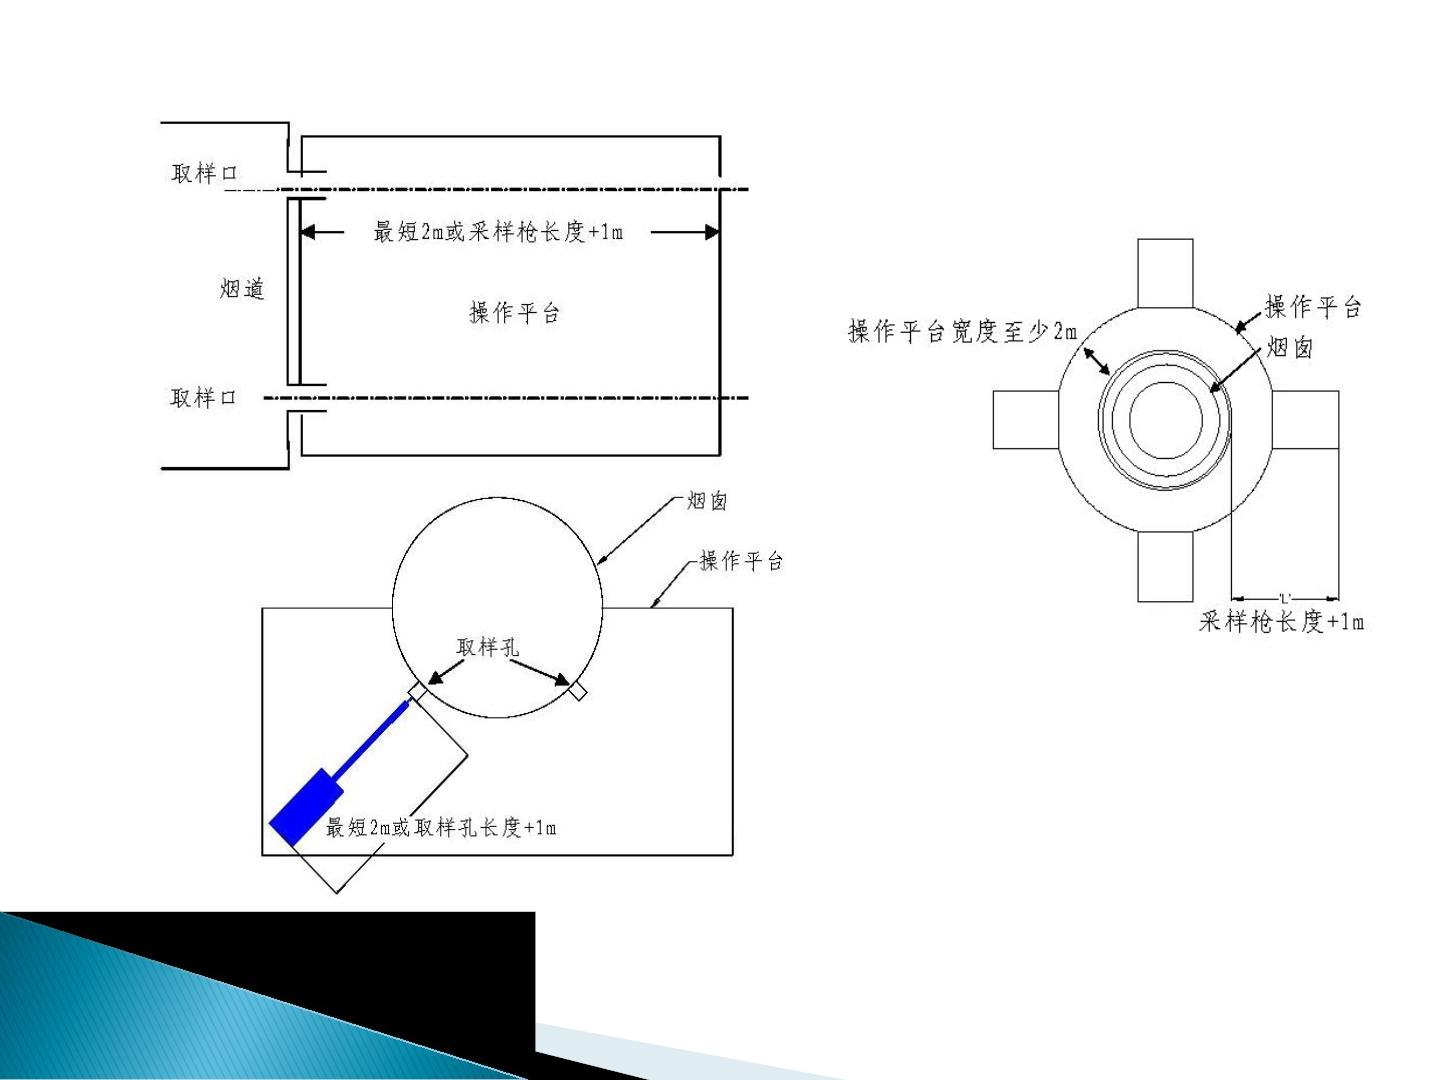 取样口
最短2m或采样枪长度+1m
烟道
操作平台
取样口
操作平台
操作平台宽度至少2m
烟囱
'L'
采样枪长度+1m
烟囱
操作平台
取样孔
最短2m或取样孔长度+1m